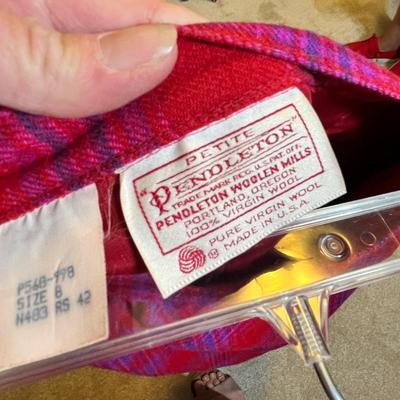 PETITE
"PENDLETON"
TRADE MARK REG. U.S. PAT. OFF.
PENDLETON WOOLEN MILLS
PORTLAND, OREGON
100% VIRGIN WOOL
PURE VIRGIN WOOL
® MADE IN U.S.A.
P568-998
SIZE 8
N483 RS 42